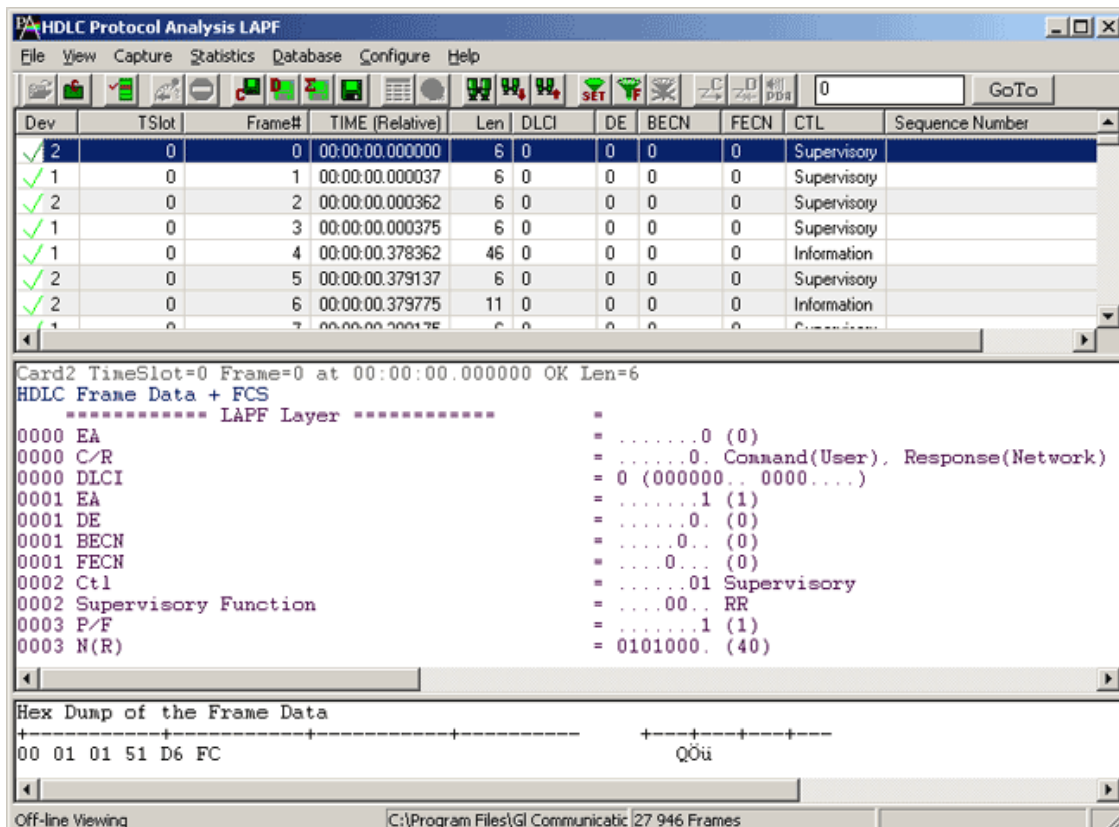 HDLC Protocol Analysis LAPF
File View Capture Statistics Database Configure Help
SET F 0 GoTo
Dev TSlot Frame# TIME (Relative) Len DLCI DE BECN FECN CTL Sequence Number
2 0 0 00:00:00.000000 6 0 0 0 0 Supervisory
1 0 1 00:00:00.000037 6 0 0 0 0 Supervisory
2 0 2 00:00:00.000362 6 0 0 0 0 Supervisory
1 0 3 00:00:00.000375 6 0 0 0 0 Supervisory
1 0 4 00:00:00.378362 46 0 0 0 0 Information
2 0 5 00:00:00.379137 6 0 0 0 0 Supervisory
2 0 6 00:00:00.379775 11 0 0 0 0 Information
Card2 TimeSlot=0 Frame=0 at 00:00:00.000000 OK Len=6
HDLC Frame Data + FCS
============ LAPF Layer ============ =
0000 EA = .......0 (0)
0000 C/R = ......0. Command(User), Response(Network)
0000 DLCI = 0 (000000.. 0000....)
0001 EA = .......1 (1)
0001 DE = ......0. (0)
0001 BECN = .....0.. (0)
0001 FECN = ....0... (0)
0002 Ctl = ......01 Supervisory
0002 Supervisory Function = ....00.. RR
0003 P/F = .......1 (1)
0003 N(R) = 0101000. (40)
Hex Dump of the Frame Data
+-----------+-----------+-----------+---------- +---+---+---+---
00 01 01 51 D6 FC QÖü
Off-line Viewing C:\Program Files\Gl Communicatic 27 946 Frames